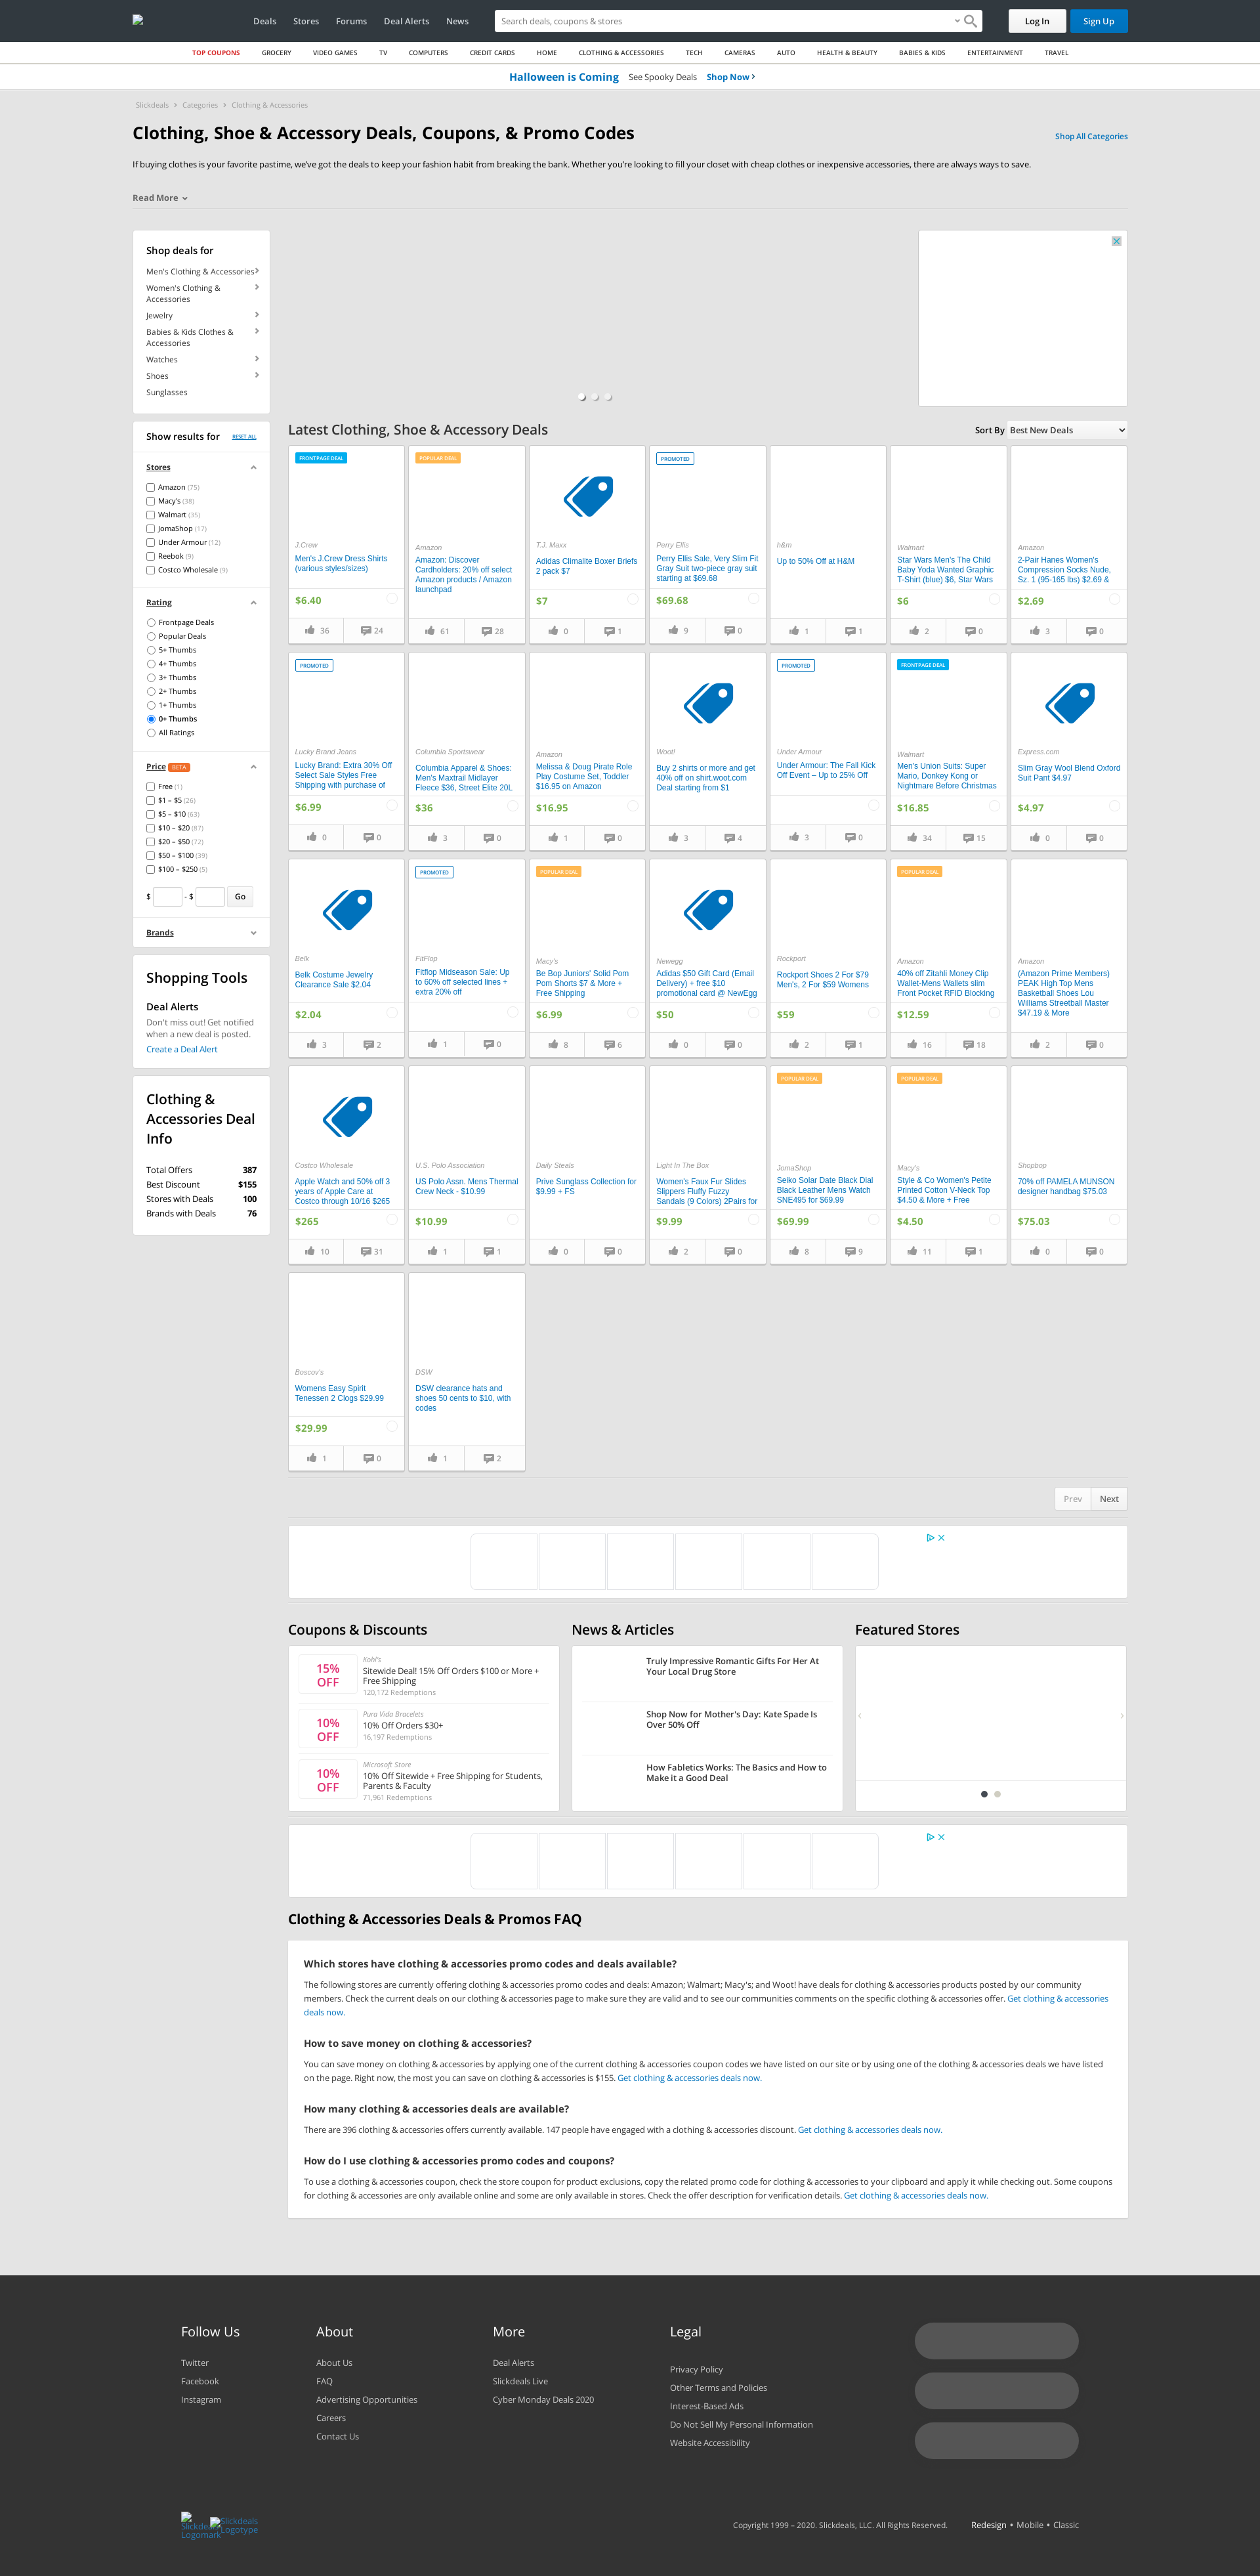 Deals Stores Forums Deal Alerts News Search deals, coupons & stores Log In Sign Up
TOP COUPONS GROCERY VIDEO GAMES TV COMPUTERS CREDIT CARDS HOME CLOTHING & ACCESSORIES TECH CAMERAS AUTO HEALTH & BEAUTY BABIES & KIDS ENTERTAINMENT TRAVEL
Halloween is Coming See Spooky Deals Shop Now
Slickdeals Categories Clothing & Accessories
Clothing, Shoe & Accessory Deals, Coupons, & Promo Codes
Shop All Categories
If buying clothes is your favorite pastime, we've got the deals to keep your fashion habit from breaking the bank. Whether you're looking to fill your closet with cheap clothes or inexpensive accessories, there are always ways to save.
Read More
Shop deals for
Men's Clothing & Accessories
Women's Clothing &
Accessories
Jewelry
Babies & Kids Clothes &
Accessories
Watches
Shoes
Sunglasses
Show results for RESET ALL
Stores
Amazon (75)
Macy's (38)
Walmart (35)
JomaShop (17)
Under Armour (12)
Reebok (9)
Costco Wholesale (9)
Rating
Frontpage Deals
Popular Deals
5+ Thumbs
4+ Thumbs
3+ Thumbs
2+ Thumbs
1+ Thumbs
0+ Thumbs
All Ratings
Price BETA
Free (1)
$1 – $5 (26)
$5 – $10 (63)
$10 – $20 (87)
$20 – $50 (72)
$50 – $100 (39)
$100 – $250 (5)
$ - $ Go
Brands
Shopping Tools
Deal Alerts
Don't miss out! Get notified
when a new deal is posted.
Create a Deal Alert
Clothing &
Accessories Deal
Info
Total Offers 387
Best Discount $155
Stores with Deals 100
Brands with Deals 76
Latest Clothing, Shoe & Accessory Deals
Sort By Best New Deals
FRONTPAGE DEAL
J.Crew
Men's J.Crew Dress Shirts
(various styles/sizes)
$6.40
36 24
POPULAR DEAL
Amazon
Amazon: Discover
Cardholders: 20% off select
Amazon products / Amazon
launchpad
61 28
T.J. Maxx
Adidas Climalite Boxer Briefs
2 pack $7
$7
0 1
PROMOTED
Perry Ellis
Perry Ellis Sale, Very Slim Fit
Gray Suit two-piece gray suit
starting at $69.68
$69.68
9 0
h&m
Up to 50% Off at H&M
1 1
Walmart
Star Wars Men's The Child
Baby Yoda Wanted Graphic
T-Shirt (blue) $6, Star Wars
$6
2 0
Amazon
2-Pair Hanes Women's
Compression Socks Nude,
Sz. 1 (95-165 lbs) $2.69 &
$2.69
3 0
PROMOTED
Lucky Brand Jeans
Lucky Brand: Extra 30% Off
Select Sale Styles Free
Shipping with purchase of
$6.99
0 0
Columbia Sportswear
Columbia Apparel & Shoes:
Men's Maxtrail Midlayer
Fleece $36, Street Elite 20L
$36
3 0
Amazon
Melissa & Doug Pirate Role
Play Costume Set, Toddler
$16.95 on Amazon
$16.95
1 0
Woot!
Buy 2 shirts or more and get
40% off on shirt.woot.com
Deal starting from $1
3 4
PROMOTED
Under Armour
Under Armour: The Fall Kick
Off Event – Up to 25% Off
3 0
FRONTPAGE DEAL
Walmart
Men's Union Suits: Super
Mario, Donkey Kong or
Nightmare Before Christmas
$16.85
34 15
Express.com
Slim Gray Wool Blend Oxford
Suit Pant $4.97
$4.97
0 0
Belk
Belk Costume Jewelry
Clearance Sale $2.04
$2.04
3 2
PROMOTED
FitFlop
Fitflop Midseason Sale: Up
to 60% off selected lines +
extra 20% off
1 0
POPULAR DEAL
Macy's
Be Bop Juniors' Solid Pom
Pom Shorts $7 & More +
Free Shipping
$6.99
8 6
Newegg
Adidas $50 Gift Card (Email
Delivery) + free $10
promotional card @ NewEgg
$50
0 0
Rockport
Rockport Shoes 2 For $79
Men's, 2 For $59 Womens
$59
2 1
POPULAR DEAL
Amazon
40% off Zitahli Money Clip
Wallet-Mens Wallets slim
Front Pocket RFID Blocking
$12.59
16 18
Amazon
(Amazon Prime Members)
PEAK High Top Mens
Basketball Shoes Lou
Williams Streetball Master
$47.19 & More
2 0
Costco Wholesale
Apple Watch and 50% off 3
years of Apple Care at
Costco through 10/16 $265
$265
10 31
U.S. Polo Association
US Polo Assn. Mens Thermal
Crew Neck - $10.99
$10.99
1 1
Daily Steals
Prive Sunglass Collection for
$9.99 + FS
0 0
Light In The Box
Women's Faux Fur Slides
Slippers Fluffy Fuzzy
Sandals (9 Colors) 2Pairs for
$9.99
2 0
POPULAR DEAL
JomaShop
Seiko Solar Date Black Dial
Black Leather Mens Watch
SNE495 for $69.99
$69.99
8 9
POPULAR DEAL
Macy's
Style & Co Women's Petite
Printed Cotton V-Neck Top
$4.50 & More + Free
$4.50
11 1
Shopbop
70% off PAMELA MUNSON
designer handbag $75.03
$75.03
0 0
Boscov's
Womens Easy Spirit
Tenessen 2 Clogs $29.99
$29.99
1 0
DSW
DSW clearance hats and
shoes 50 cents to $10, with
codes
1 2
Prev Next
Coupons & Discounts
15%
OFF
Kohl's
Sitewide Deal! 15% Off Orders $100 or More +
Free Shipping
120,172 Redemptions
10%
OFF
Pura Vida Bracelets
10% Off Orders $30+
16,197 Redemptions
10%
OFF
Microsoft Store
10% Off Sitewide + Free Shipping for Students,
Parents & Faculty
71,961 Redemptions
News & Articles
Truly Impressive Romantic Gifts For Her At
Your Local Drug Store
Shop Now for Mother's Day: Kate Spade Is
Over 50% Off
How Fabletics Works: The Basics and How to
Make it a Good Deal
Featured Stores
Clothing & Accessories Deals & Promos FAQ
Which stores have clothing & accessories promo codes and deals available?
The following stores are currently offering clothing & accessories promo codes and deals: Amazon; Walmart; Macy's; and Woot! have deals for clothing & accessories products posted by our community
members. Check the current deals on our clothing & accessories page to make sure they are valid and to see our communities comments on the specific clothing & accessories offer. Get clothing & accessories
deals now.
How to save money on clothing & accessories?
You can save money on clothing & accessories by applying one of the current clothing & accessories coupon codes we have listed on our site or by using one of the clothing & accessories deals we have listed
on the page. Right now, the most you can save on clothing & accessories is $155. Get clothing & accessories deals now.
How many clothing & accessories deals are available?
There are 396 clothing & accessories offers currently available. 147 people have engaged with a clothing & accessories discount. Get clothing & accessories deals now.
How do I use clothing & accessories promo codes and coupons?
To use a clothing & accessories coupon, check the store coupon for product exclusions, copy the related promo code for clothing & accessories to your clipboard and apply it while checking out. Some coupons
for clothing & accessories are only available online and some are only available in stores. Check the offer description for verification details. Get clothing & accessories deals now.
Follow Us
Twitter
Facebook
Instagram
About
About Us
FAQ
Advertising Opportunities
Careers
Contact Us
More
Deal Alerts
Slickdeals Live
Cyber Monday Deals 2020
Legal
Privacy Policy
Other Terms and Policies
Interest-Based Ads
Do Not Sell My Personal Information
Website Accessibility
Slickdeals
Logotype
Logomark
Copyright 1999 – 2020. Slickdeals, LLC. All Rights Reserved. Redesign • Mobile • Classic